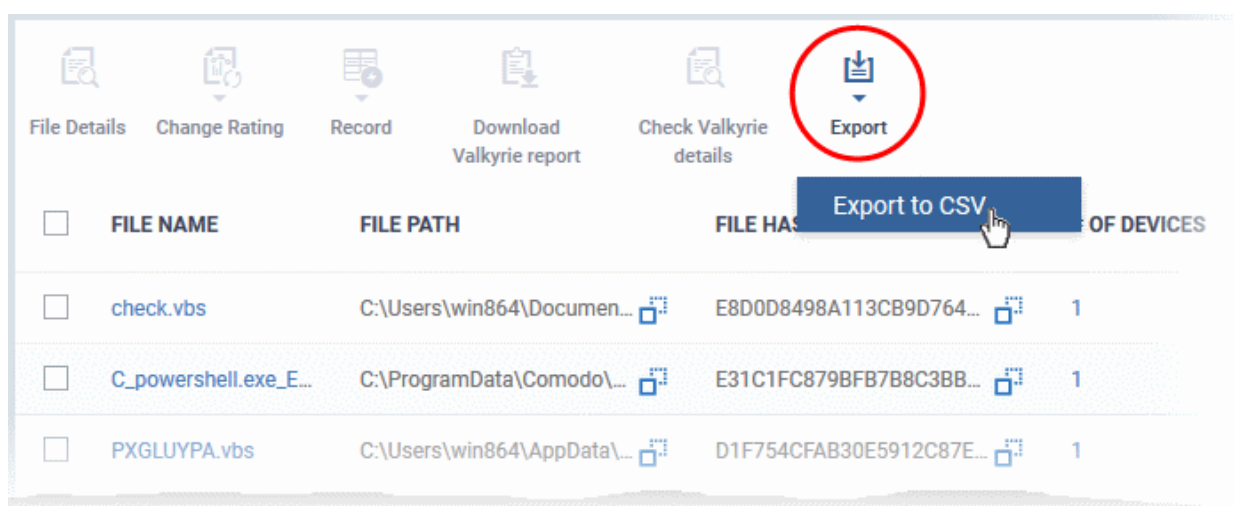 File Details Change Rating Record Download Valkyrie report Check Valkyrie details Export
Export to CSV
FILE NAME FILE PATH FILE HAS OF DEVICES
check.vbs C:\Users\win864\Documen... E8D0D8498A113CB9D764... 1
C_powershell.exe_E... C:\ProgramData\Comodo\... E31C1FC879BFB7B8C3BB... 1
PXGLUYPA.vbs C:\Users\win864\AppData\... D1F754CFAB30E5912C87E... 1